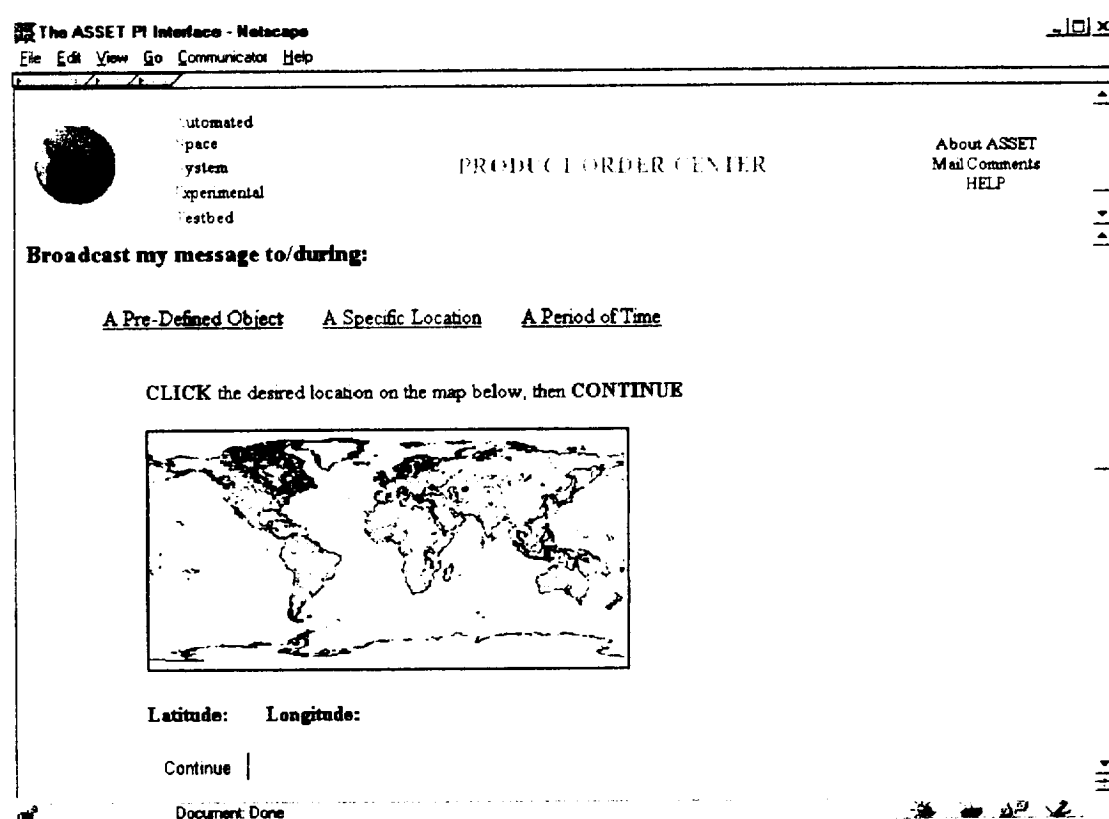 The ASSET PI Interface - Netscape
File Edit View Go Communicator Help
utomated
pace
ystem
xperimental
estbed
PRODUCT ORDER CENTER
About ASSET
Mail Comments
HELP
Broadcast my message to/during:
A Pre-Defined Object A Specific Location A Period of Time
CLICK the desired location on the map below, then CONTINUE
Latitude: Longitude:
Continue
Document: Done